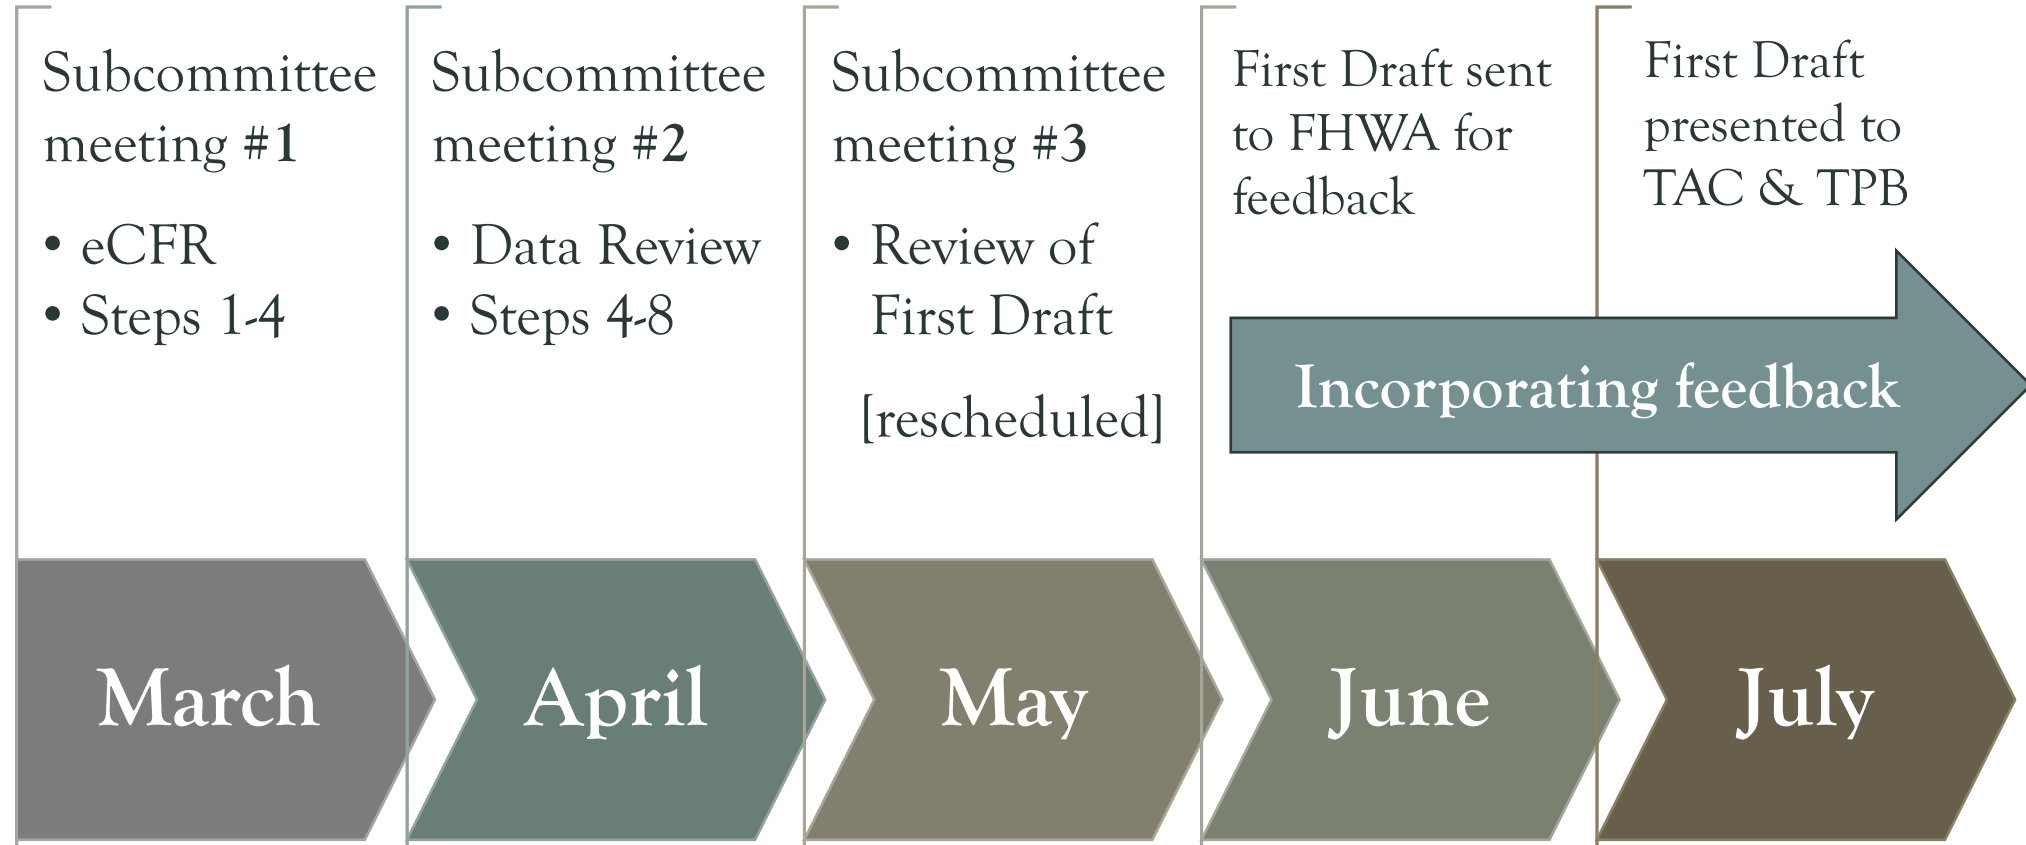 Subcommittee
meeting #1
• eCFR
• Steps 1-4
Subcommittee
meeting #2
• Data Review
• Steps 4-8
Subcommittee
meeting #3
• Review of
First Draft
[rescheduled]
First Draft sent
to FHWA for
feedback
First Draft
presented to
TAC & TPB
Incorporating feedback
March
April
May
June
July